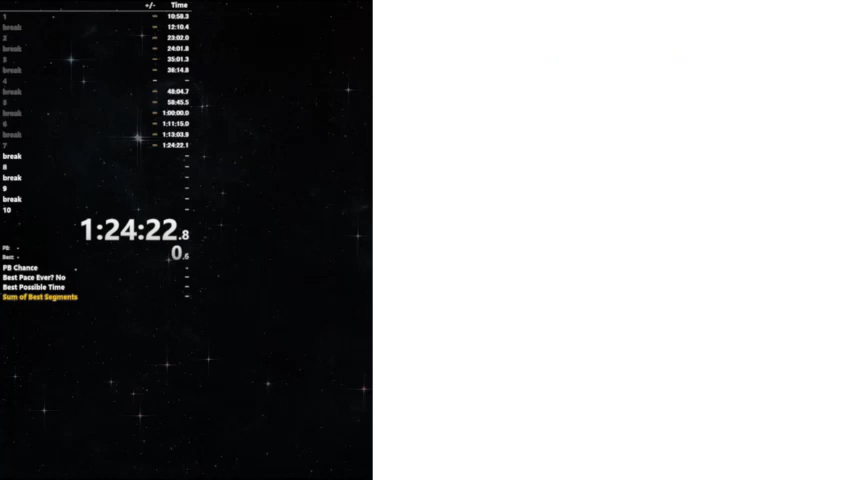 +/- Time
1 — 10:58.3
break — 12:10.4
2 — 23:02.0
break — 24:01.8
3 — 35:01.3
break — 36:14.8
4 — —
break — 48:04.7
5 — 58:45.5
break — 1:00:00.0
6 — 1:11:15.0
break — 1:13:03.9
7 — 1:24:22.1
break —
8 —
break —
9 —
break —
10 —
1:24:22.8
0.6
PB: -
Best: -
PB Chance -
Best Pace Ever? No -
Best Possible Time -
Sum of Best Segments -